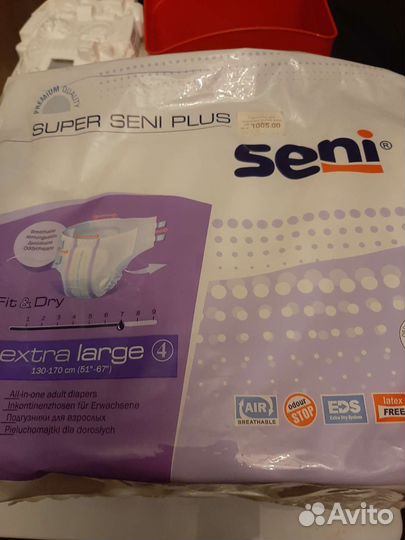 PREMIUM QUALITY
SUPER SENI PLUS
seni®
Breathable
Fit & Dry
1 2 3 4 5 6 7 8 9
extra large 4
130-170 cm (51"-67")
All-in-one adult diapers
Inkontinenzhosen für Erwachsene
Подгузники для взрослых
Pieluchomajtki dla dorosłych
AIR
BREATHABLE
odour
STOP
EDS
Extra Dry System
latex
FREE
Avito